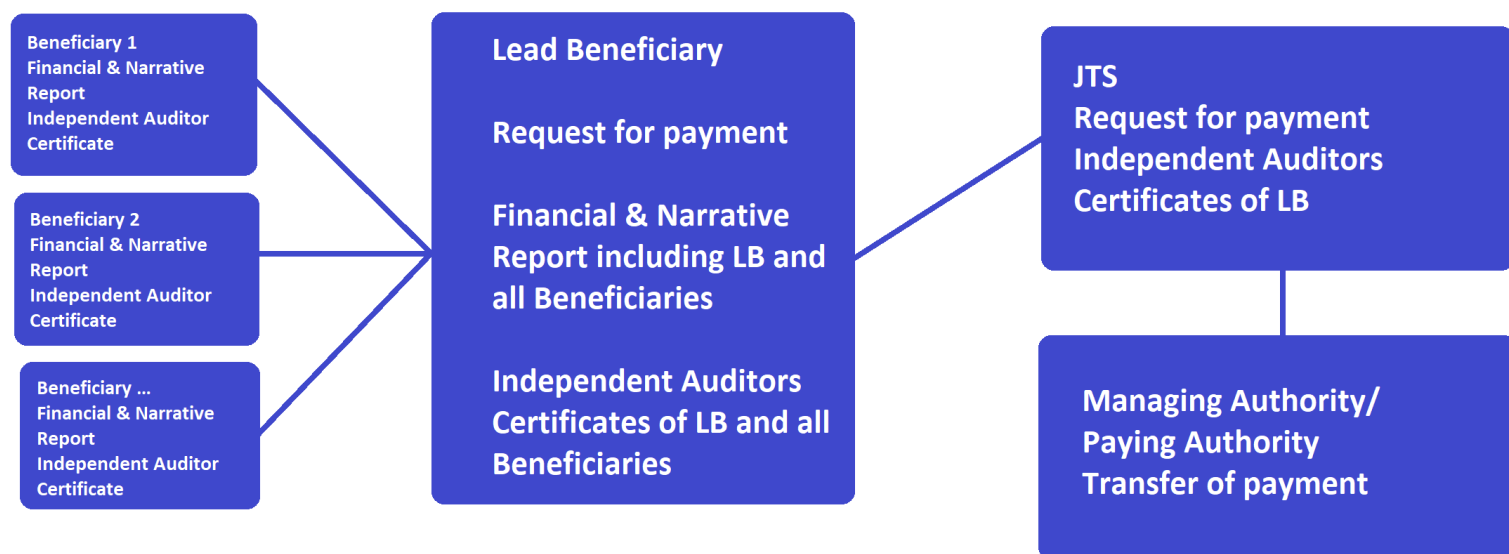 Beneficiary 1
Financial & Narrative
Report
Independent Auditor
Certificate
Beneficiary 2
Financial & Narrative
Report
Independent Auditor
Certificate
Beneficiary ...
Financial & Narrative
Report
Independent Auditor
Certificate
Lead Beneficiary
Request for payment
Financial & Narrative
Report including LB and
all Beneficiaries
Independent Auditors
Certificates of LB and all
Beneficiaries
JTS
Request for payment
Independent Auditors
Certificates of LB
Managing Authority/
Paying Authority
Transfer of payment